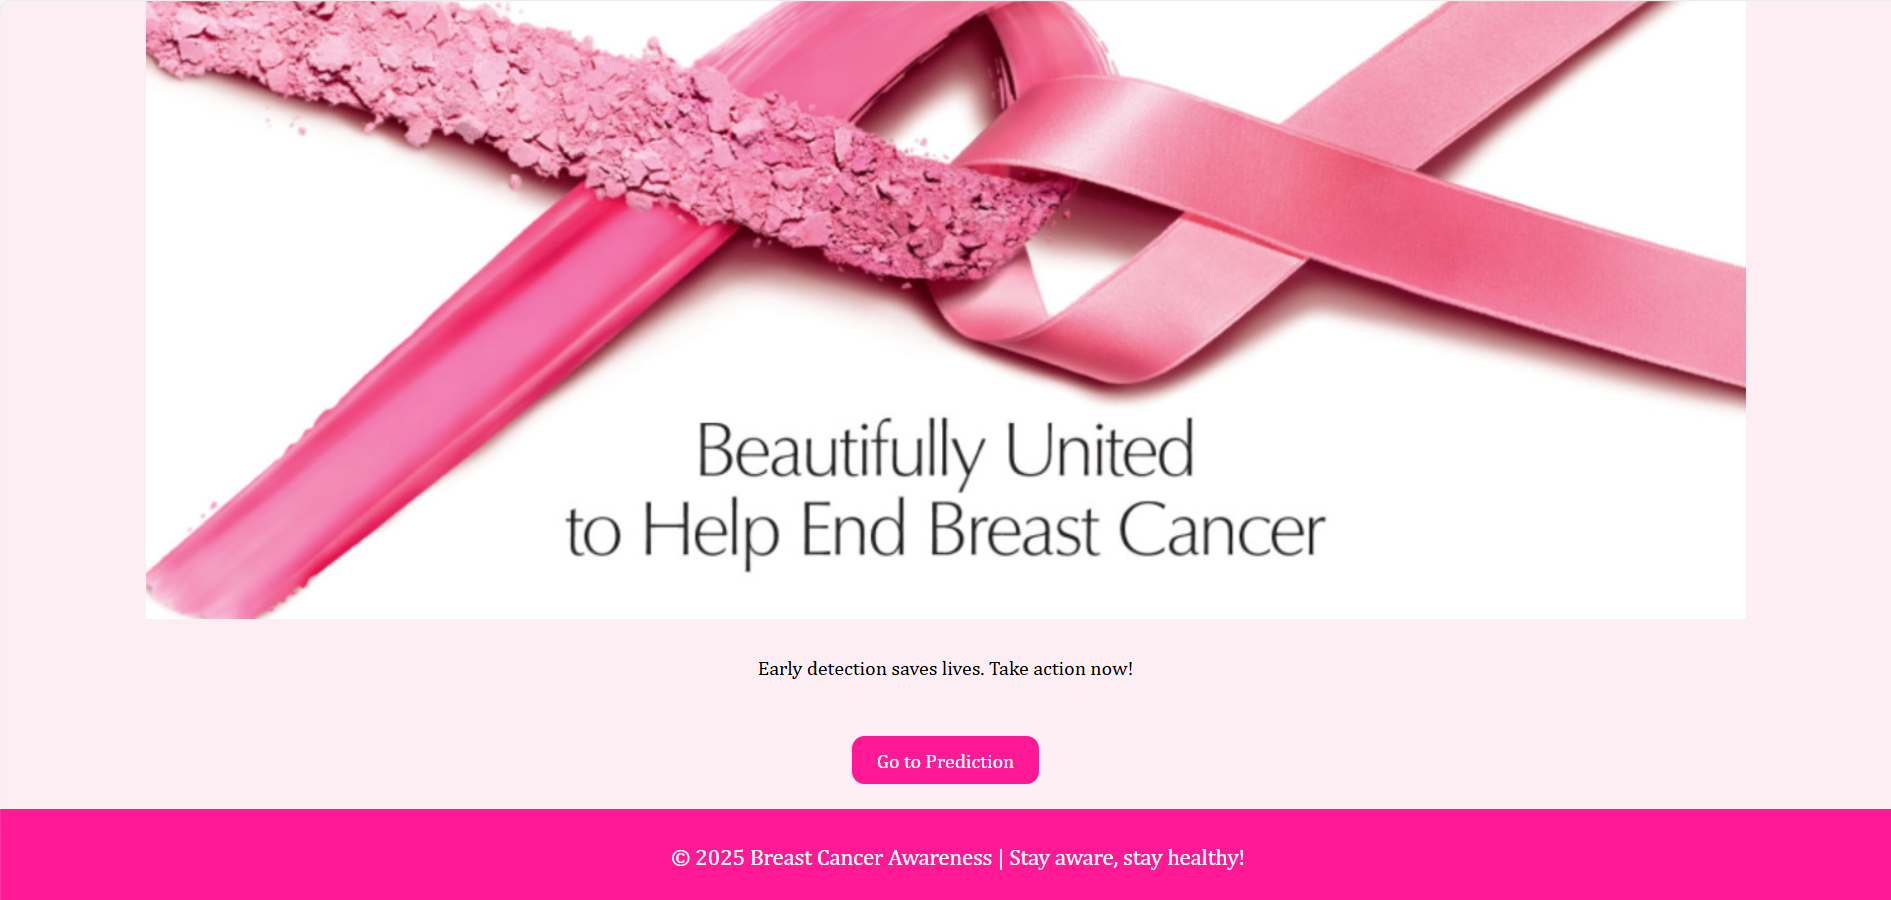 Beautifully United
to Help End Breast Cancer
Early detection saves lives. Take action now!
Go to Prediction
© 2025 Breast Cancer Awareness | Stay aware, stay healthy!